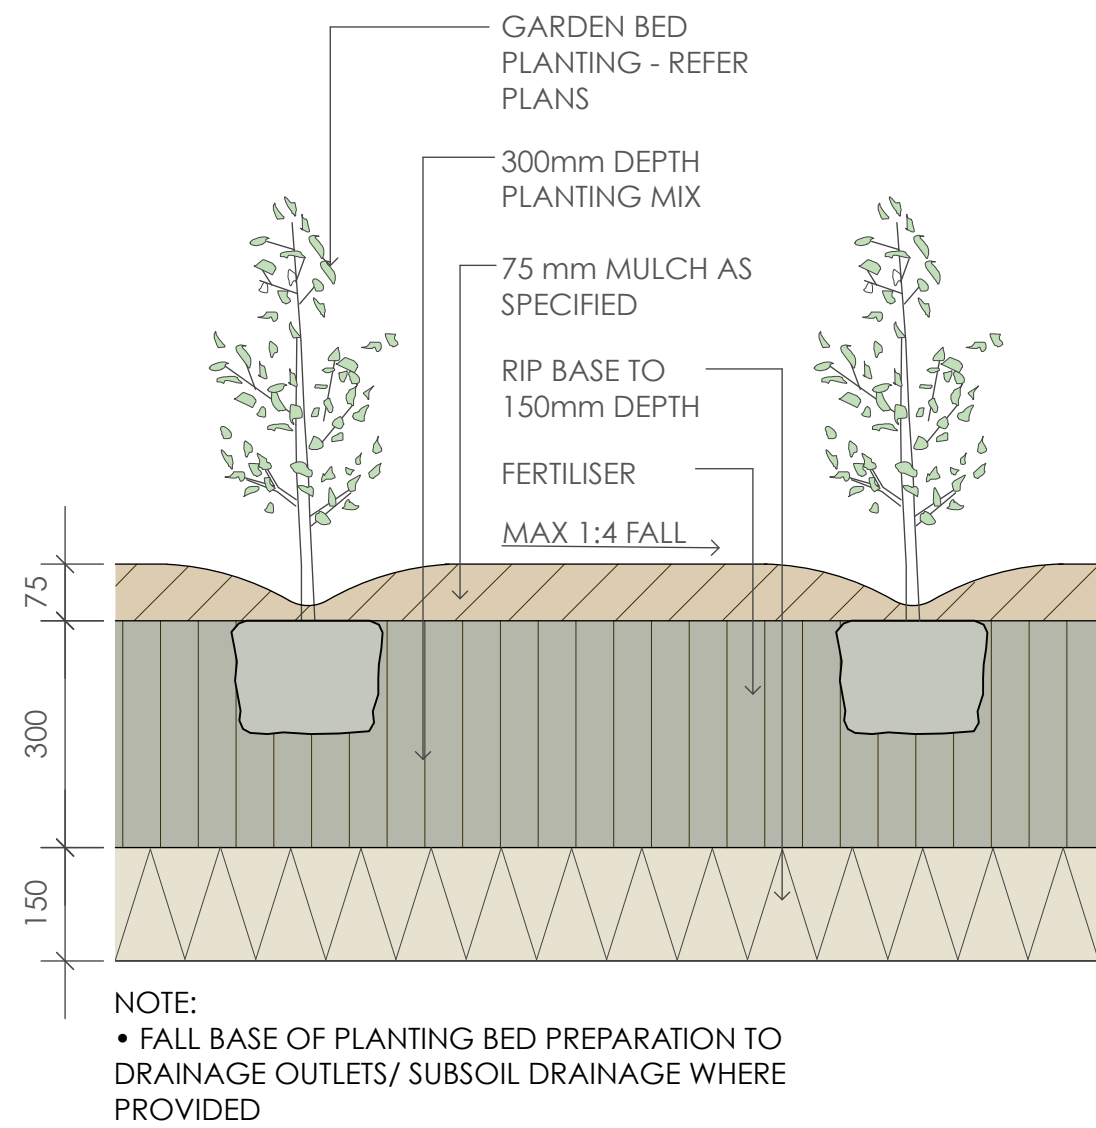 GARDEN BED
PLANTING - REFER
PLANS
300mm DEPTH
PLANTING MIX
75 mm MULCH AS
SPECIFIED
RIP BASE TO
150mm DEPTH
FERTILISER
MAX 1:4 FALL
75
300
150
NOTE:
• FALL BASE OF PLANTING BED PREPARATION TO
DRAINAGE OUTLETS/ SUBSOIL DRAINAGE WHERE
PROVIDED